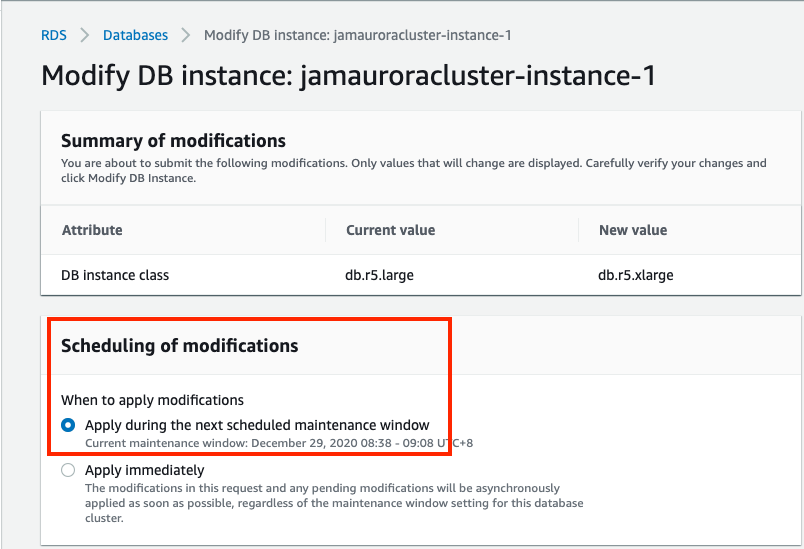 RDS > Databases > Modify DB instance: jamauroracluster-instance-1
Modify DB instance: jamauroracluster-instance-1
Summary of modifications
You are about to submit the following modifications. Only values that will change are displayed. Carefully verify your changes and
click Modify DB Instance.
Attribute Current value New value
DB instance class db.r5.large db.r5.xlarge
Scheduling of modifications
When to apply modifications
Apply during the next scheduled maintenance window
Current maintenance window: December 29, 2020 08:38 - 09:08 UTC+8
Apply immediately
The modifications in this request and any pending modifications will be asynchronously
applied as soon as possible, regardless of the maintenance window setting for this database
cluster.